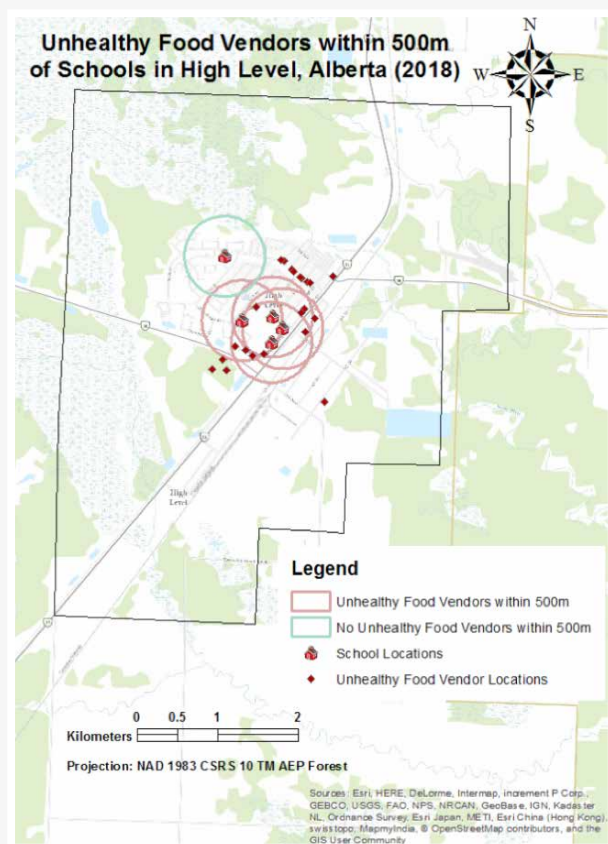 Unhealthy Food Vendors within 500m
of Schools in High Level, Alberta (2018)
N
W
E
S
High
Level
High
Level
Legend
Unhealthy Food Vendors within 500m
No Unhealthy Food Vendors within 500m
School Locations
Unhealthy Food Vendor Locations
0 0.5 1 2
Kilometers
Projection: NAD 1983 CSRS 10 TM AEP Forest
Sources: Esri, HERE, DeLorme, Intermap, increment P Corp.,
GEBCO, USGS, FAO, NPS, NRCAN, GeoBase, IGN, Kadaster
NL, Ordnance Survey, Esri Japan, METI, Esri China (Hong Kong),
swisstopo, MapmyIndia, © OpenStreetMap contributors, and the
GIS User Community